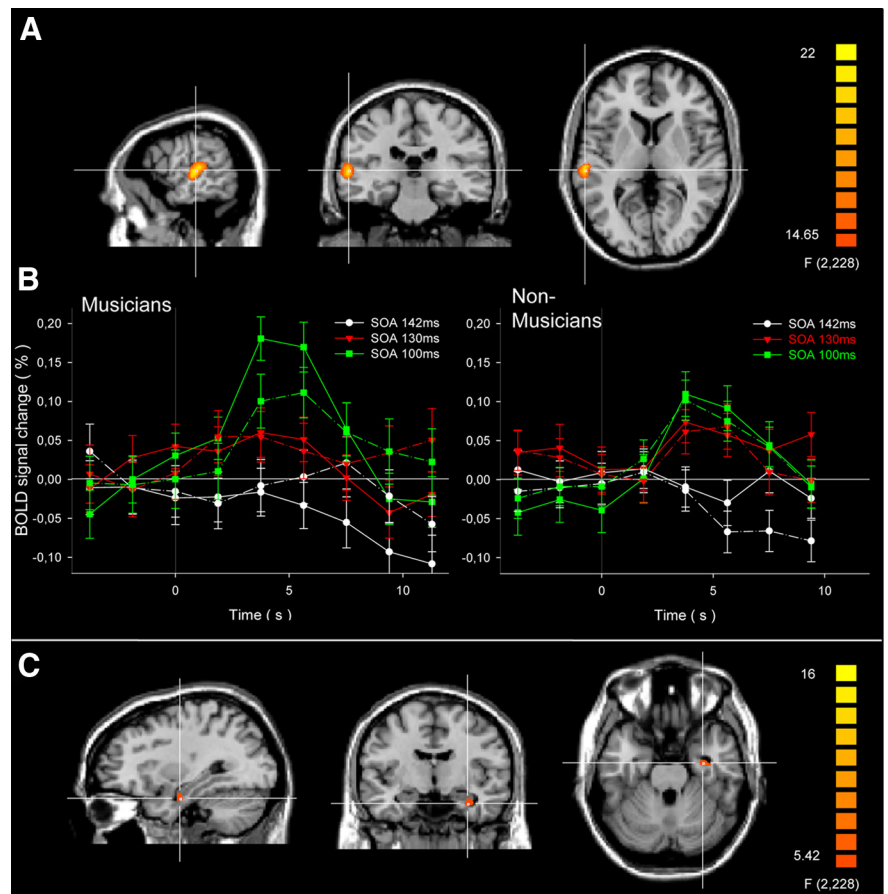 A
22
14.65
F (2,228)
B
Musicians
SOA 142ms
SOA 130ms
SOA 100ms
0,20
0,15
0,10
0,05
0,00
-0,05
-0,10
BOLD signal change ( % )
0
5
10
Time ( s )
Non-
Musicians
SOA 142ms
SOA 130ms
SOA 100ms
0,20
0,15
0,10
0,05
0,00
-0,05
-0,10
0
5
10
Time ( s )
C
16
5.42
F (2,228)